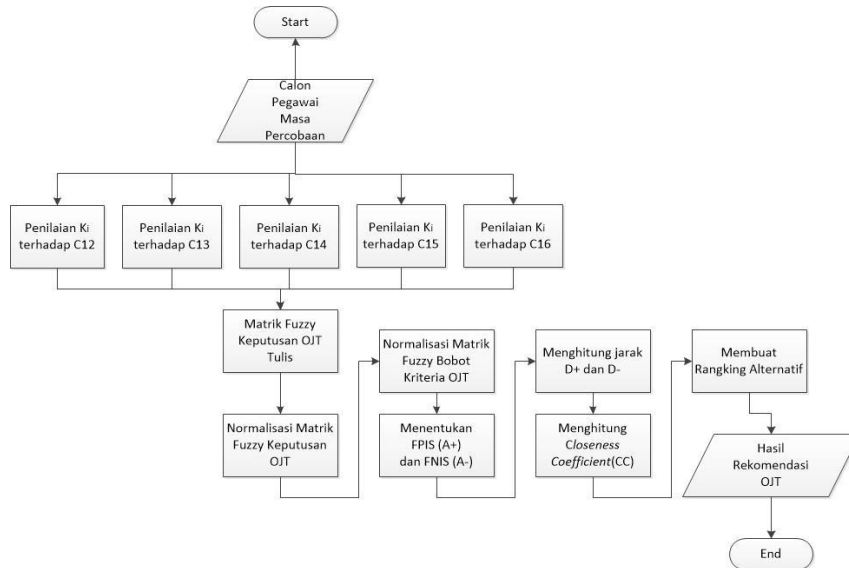 Start
Calon
Pegawai
Masa
Percobaan
Penilaian Ki
terhadap C12
Penilaian Ki
terhadap C13
Penilaian Ki
terhadap C14
Penilaian Ki
terhadap C15
Penilaian Ki
terhadap C16
Matrik Fuzzy
Keputusan OJT
Tulis
Normalisasi Matrik
Fuzzy Keputusan
OJT
Normalisasi Matrik
Fuzzy Bobot
Kriteria OJT
Menentukan
FPIS (A+)
dan FNIS (A-)
Menghitung jarak
D+ dan D-
Menghitung
Closeness
Coefficient(CC)
Membuat
Rangking Alternatif
Hasil
Rekomendasi
OJT
End